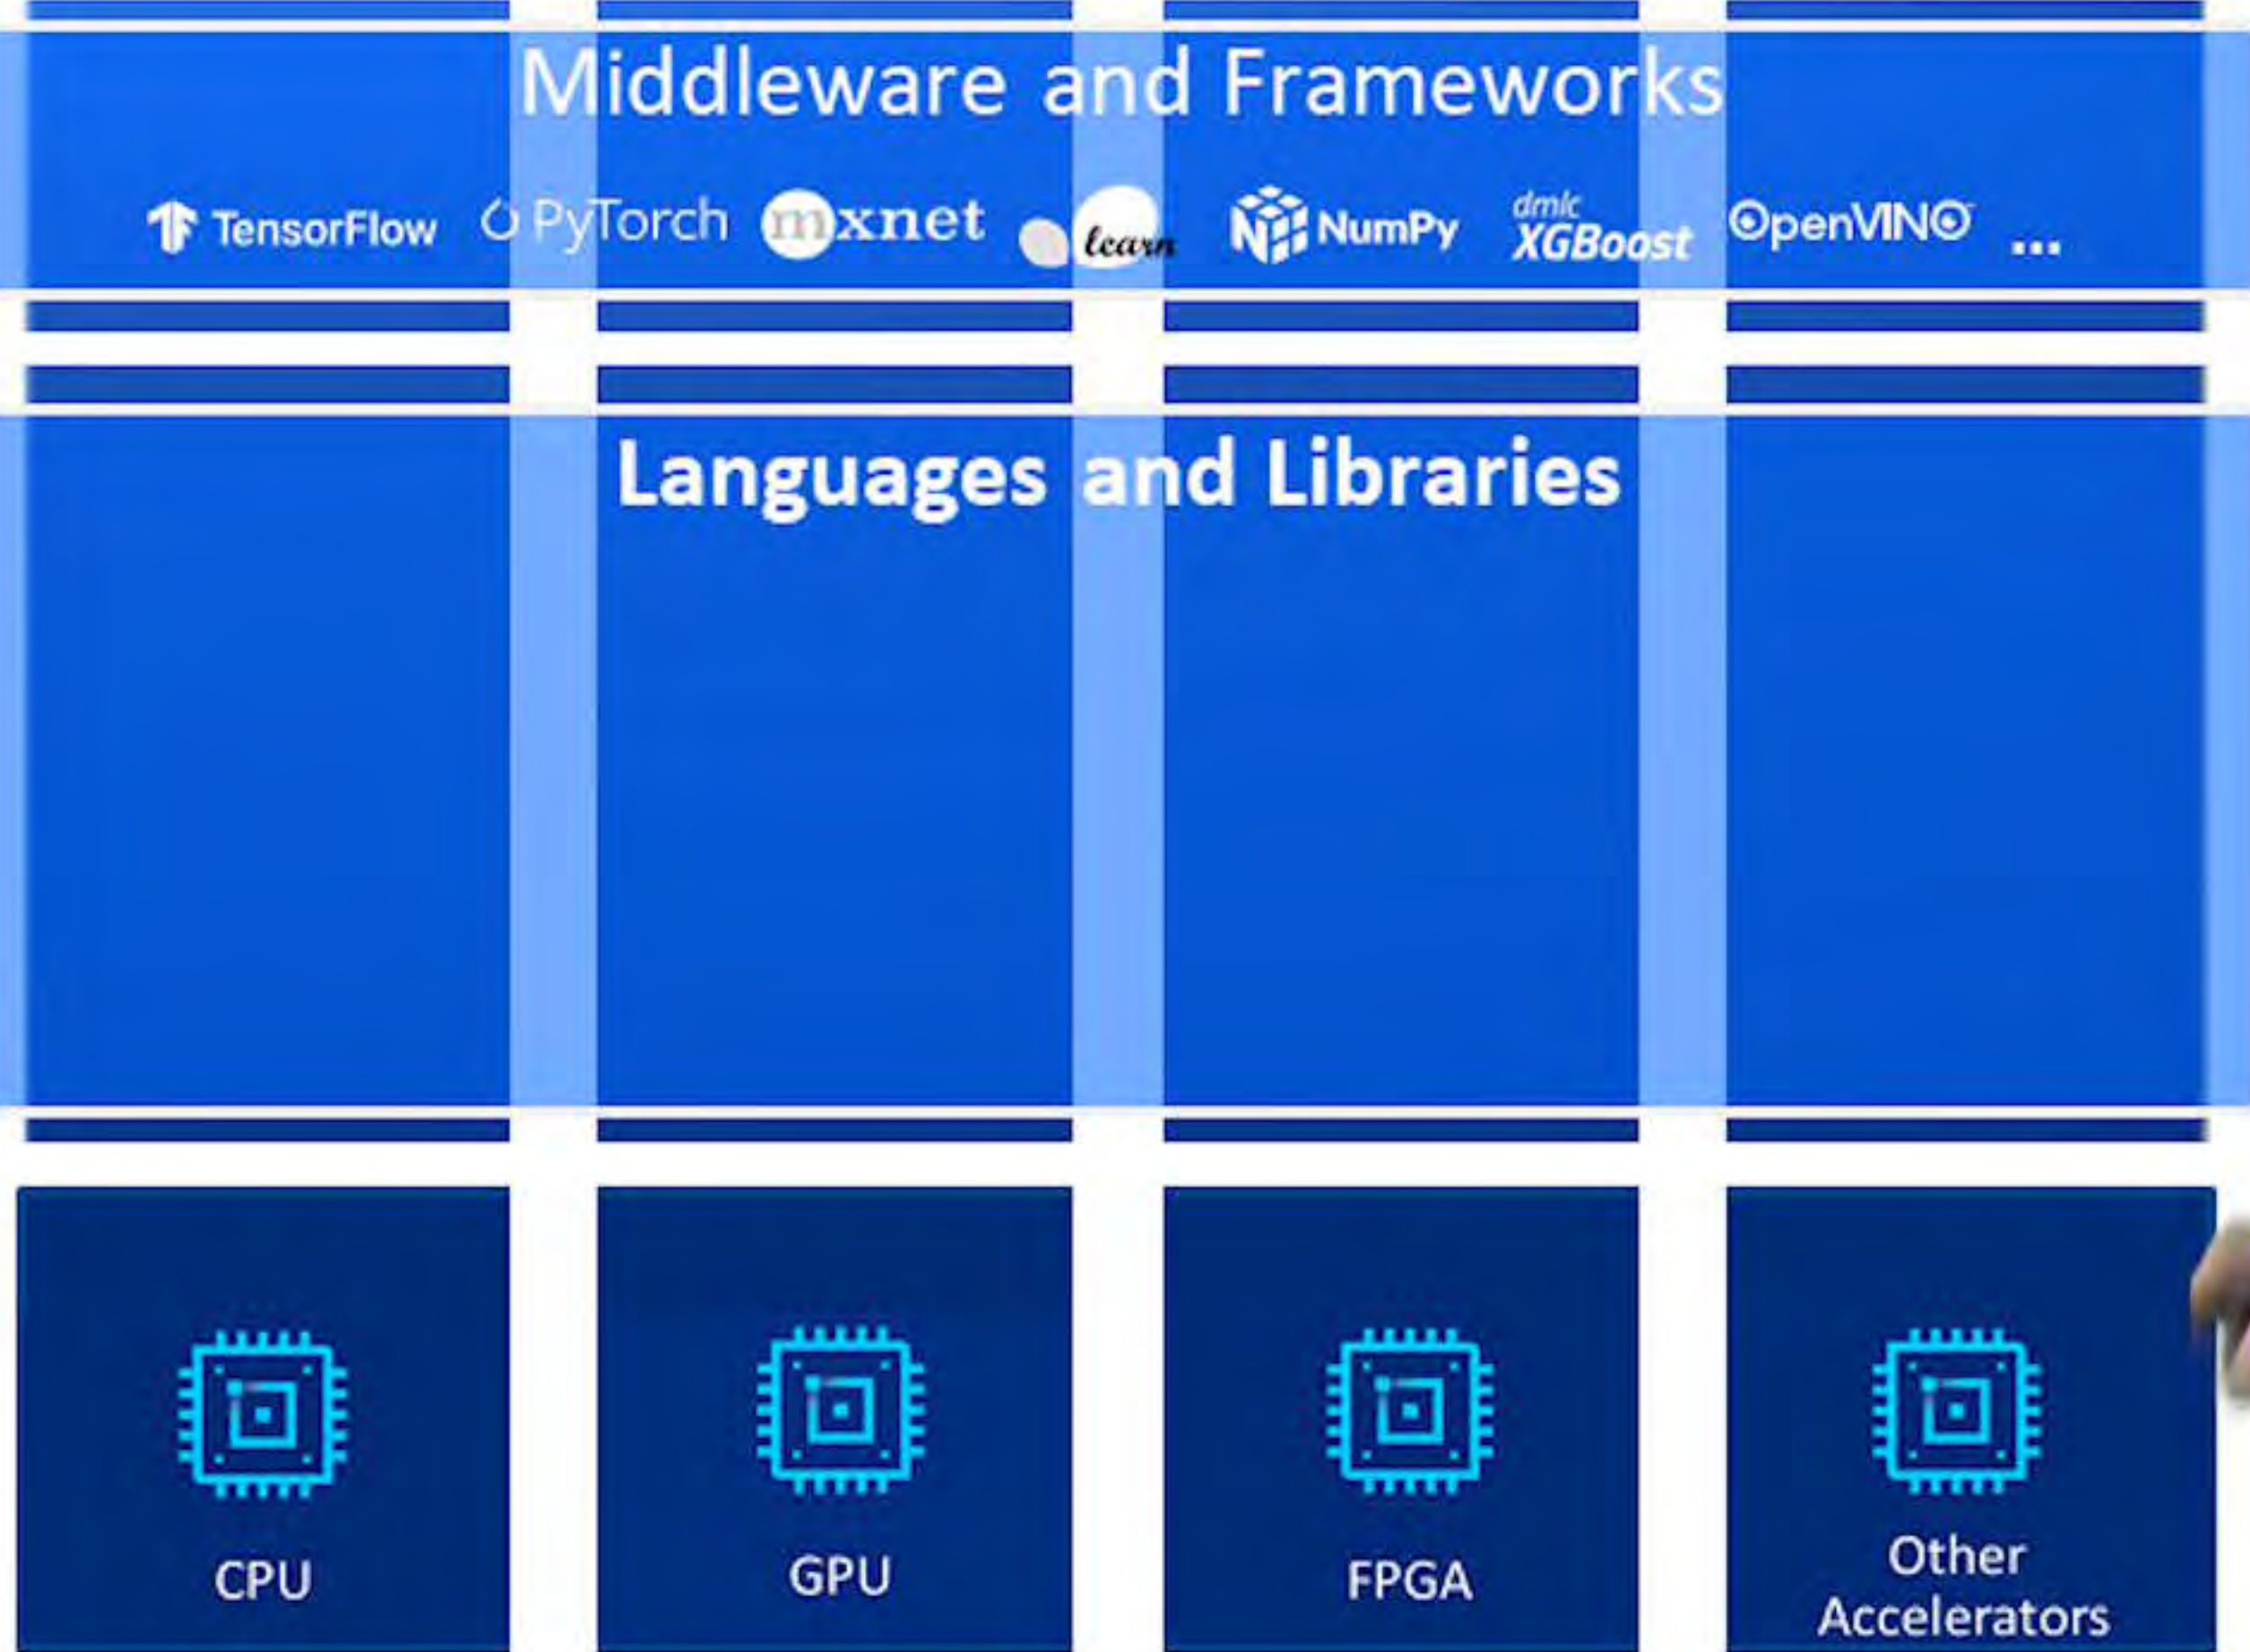 Middleware and Frameworks
TensorFlow PyTorch mxnet learn NumPy dmlc XGBoost OpenVINO ...
Languages and Libraries
CPU
GPU
FPGA
Other
Accelerators